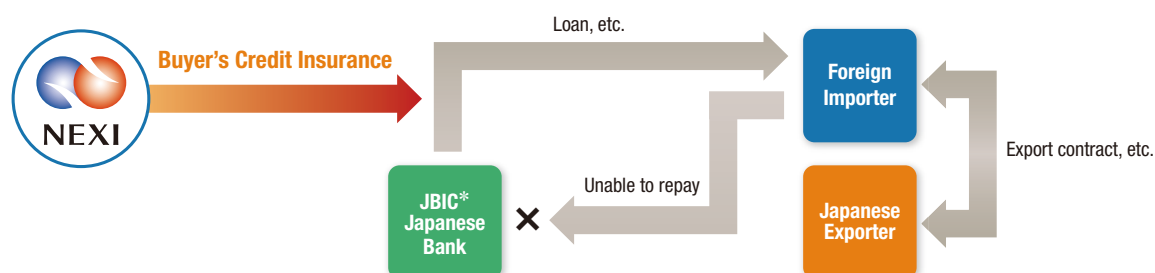 Loan, etc.
Buyer's Credit Insurance
NEXI
Foreign
Importer
Export contract, etc.
Unable to repay
JBIC*
Japanese
Bank
×
Japanese
Exporter